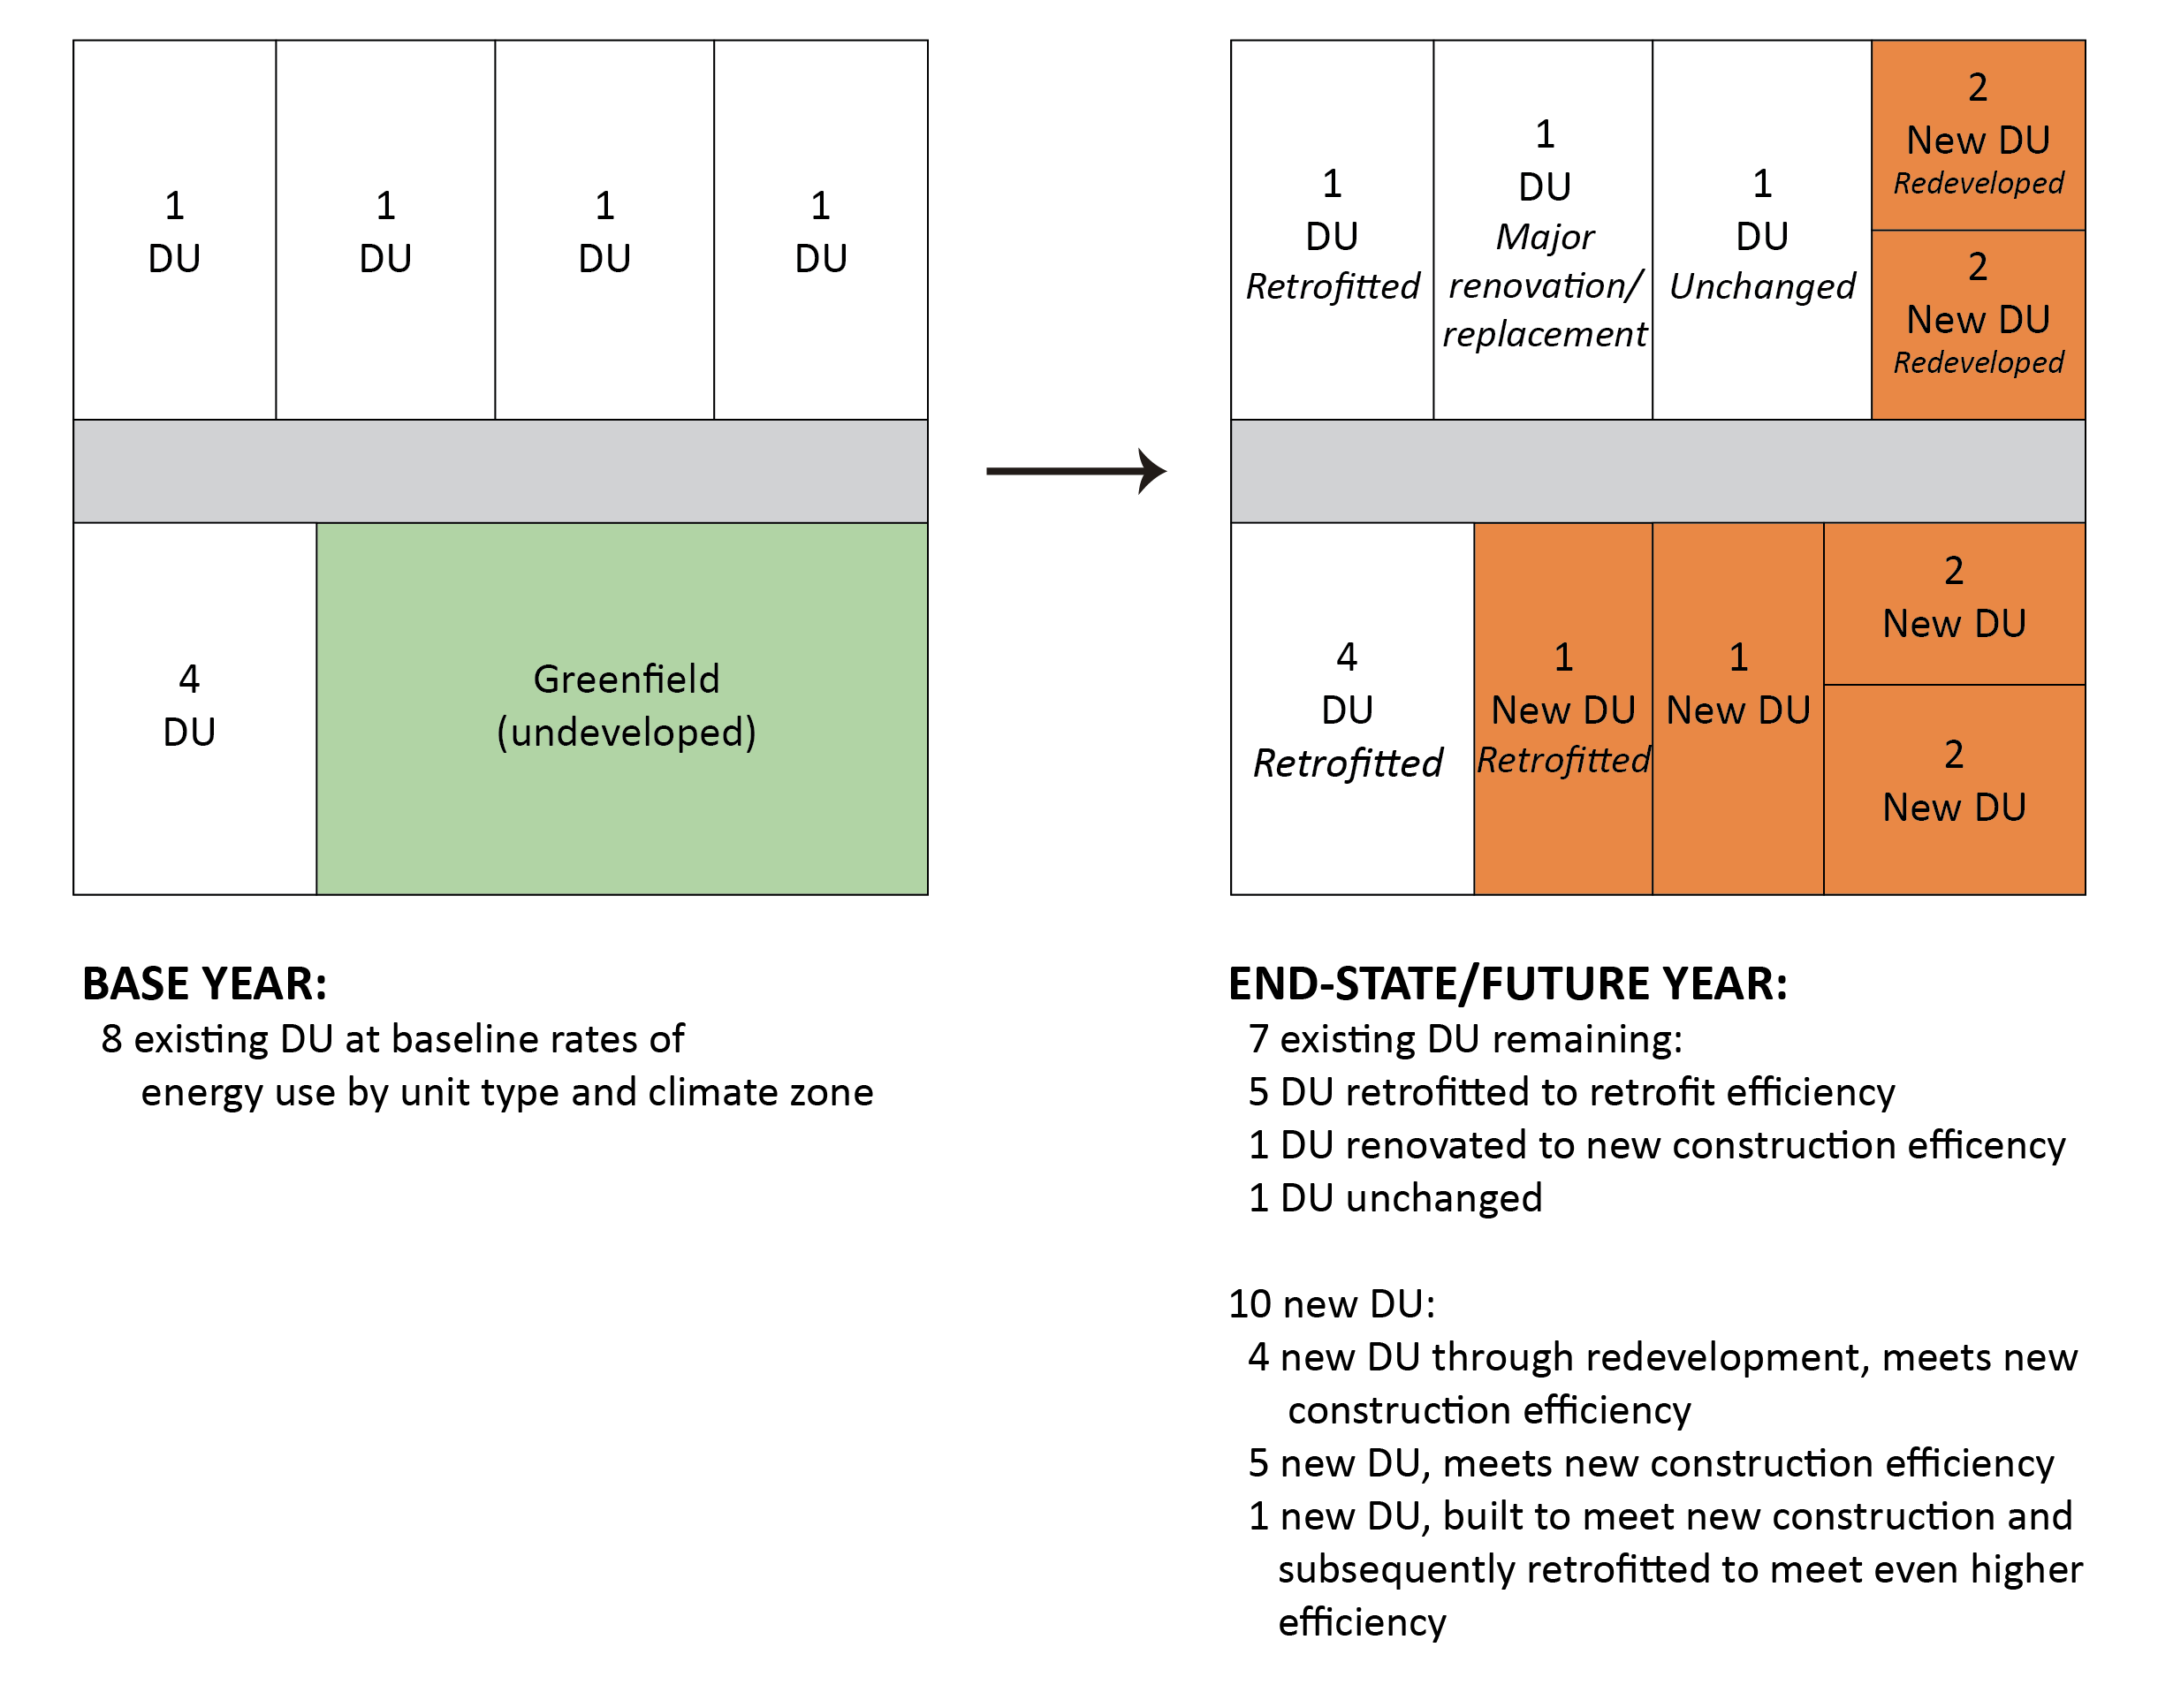 1
DU
1
DU
1
DU
1
DU
4
DU
Greenfield
(undeveloped)
BASE YEAR:
8 existing DU at baseline rates of
energy use by unit type and climate zone
1
DU
Retrofitted
1
DU
Major
renovation/
replacement
1
DU
Unchanged
2
New DU
Redeveloped
2
New DU
Redeveloped
4
DU
Retrofitted
1
New DU
Retrofitted
1
New DU
2
New DU
2
New DU
END-STATE/FUTURE YEAR:
7 existing DU remaining:
5 DU retrofitted to retrofit efficiency
1 DU renovated to new construction efficency
1 DU unchanged
10 new DU:
4 new DU through redevelopment, meets new
construction efficiency
5 new DU, meets new construction efficiency
1 new DU, built to meet new construction and
subsequently retrofitted to meet even higher
efficiency